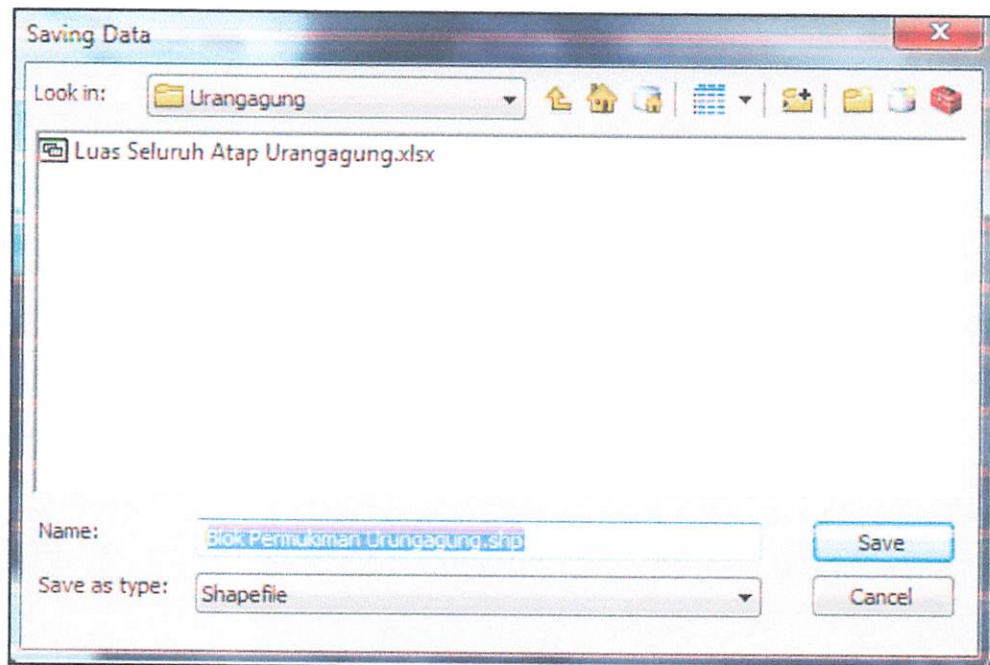 Saving Data
Look in: Urangagung
Luas Seluruh Atap Urangagung.xlsx
Name: Blok Permukiman Urungagung.shp
Save
Save as type: Shapefile
Cancel